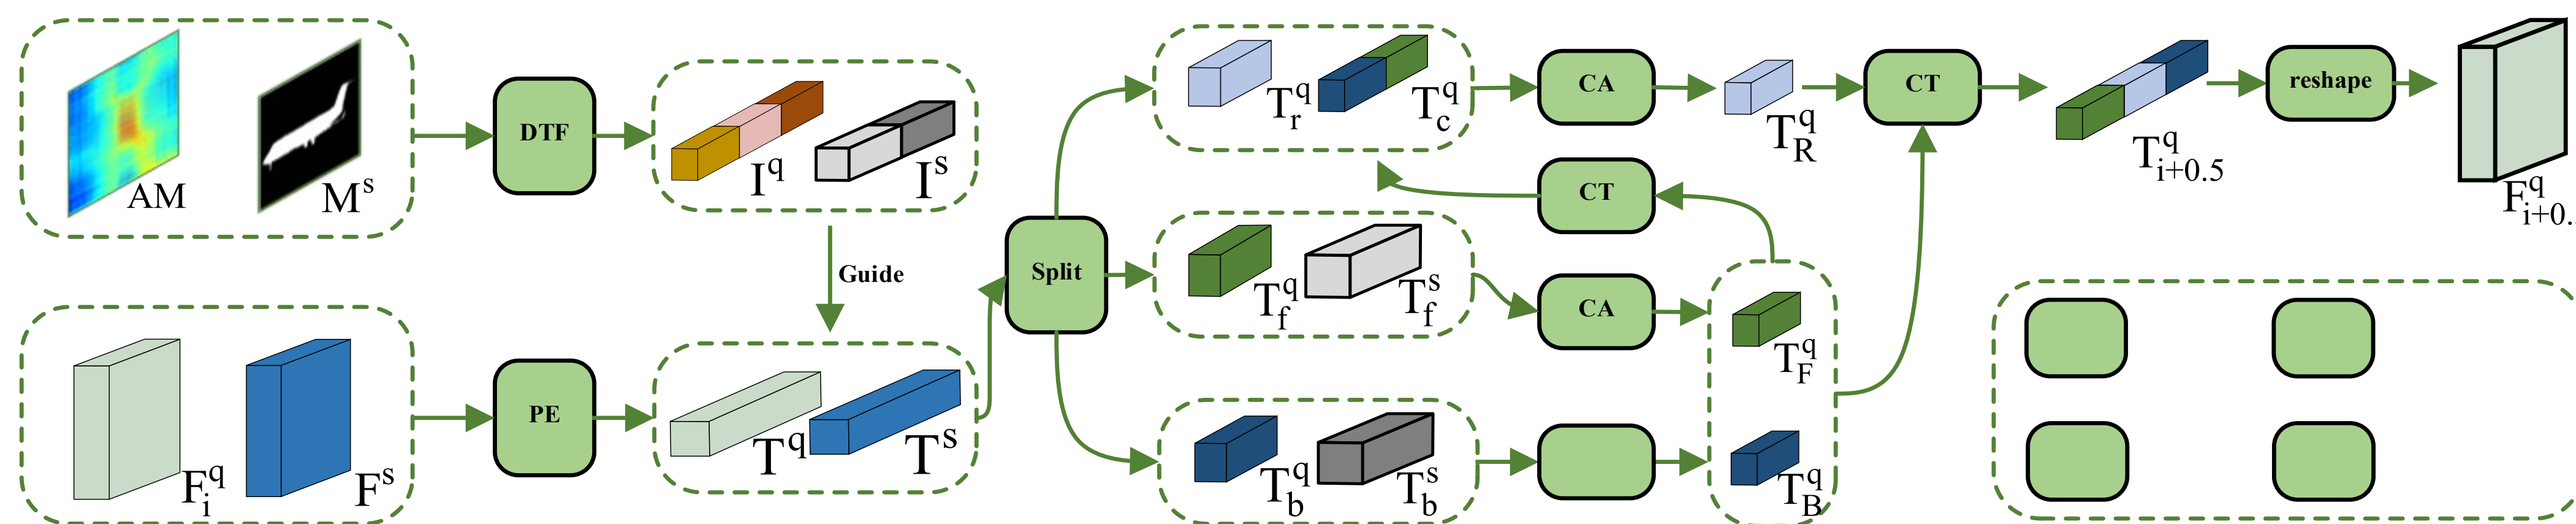 AM
M^s
DTF
I^q
I^s
Guide
F_i^q
F^s
PE
T^q
T^s
Split
T_r^q
T_c^q
CA
T_R^q
CT
T_{i+0.5}^q
reshape
F_{i+0.}^q
CT
T_f^q
T_f^s
CA
T_F^q
T_b^q
T_b^s
T_B^q